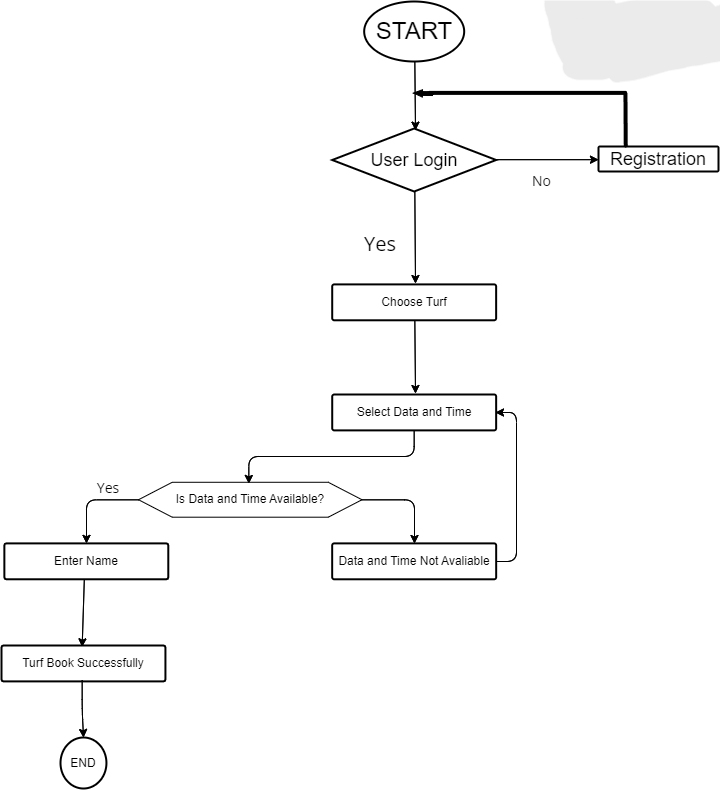 START
User Login
Registration
No
Yes
Choose Turf
Select Data and Time
Is Data and Time Available?
Yes
Enter Name
Data and Time Not Avaliable
Turf Book Successfully
END